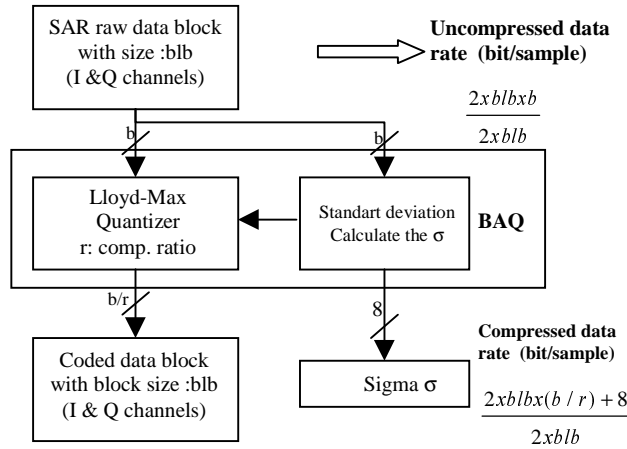 SAR raw data block
with size :blb
(I &Q channels)
Uncompressed data
rate (bit/sample)
2xblbxb
2xblb
b
b
Lloyd-Max
Quantizer
r: comp. ratio
Standart deviation
Calculate the σ
BAQ
b/r
8
Coded data block
with block size :blb
(I & Q channels)
Sigma σ
Compressed data
rate (bit/sample)
2xblbx(b / r) + 8
2xblb